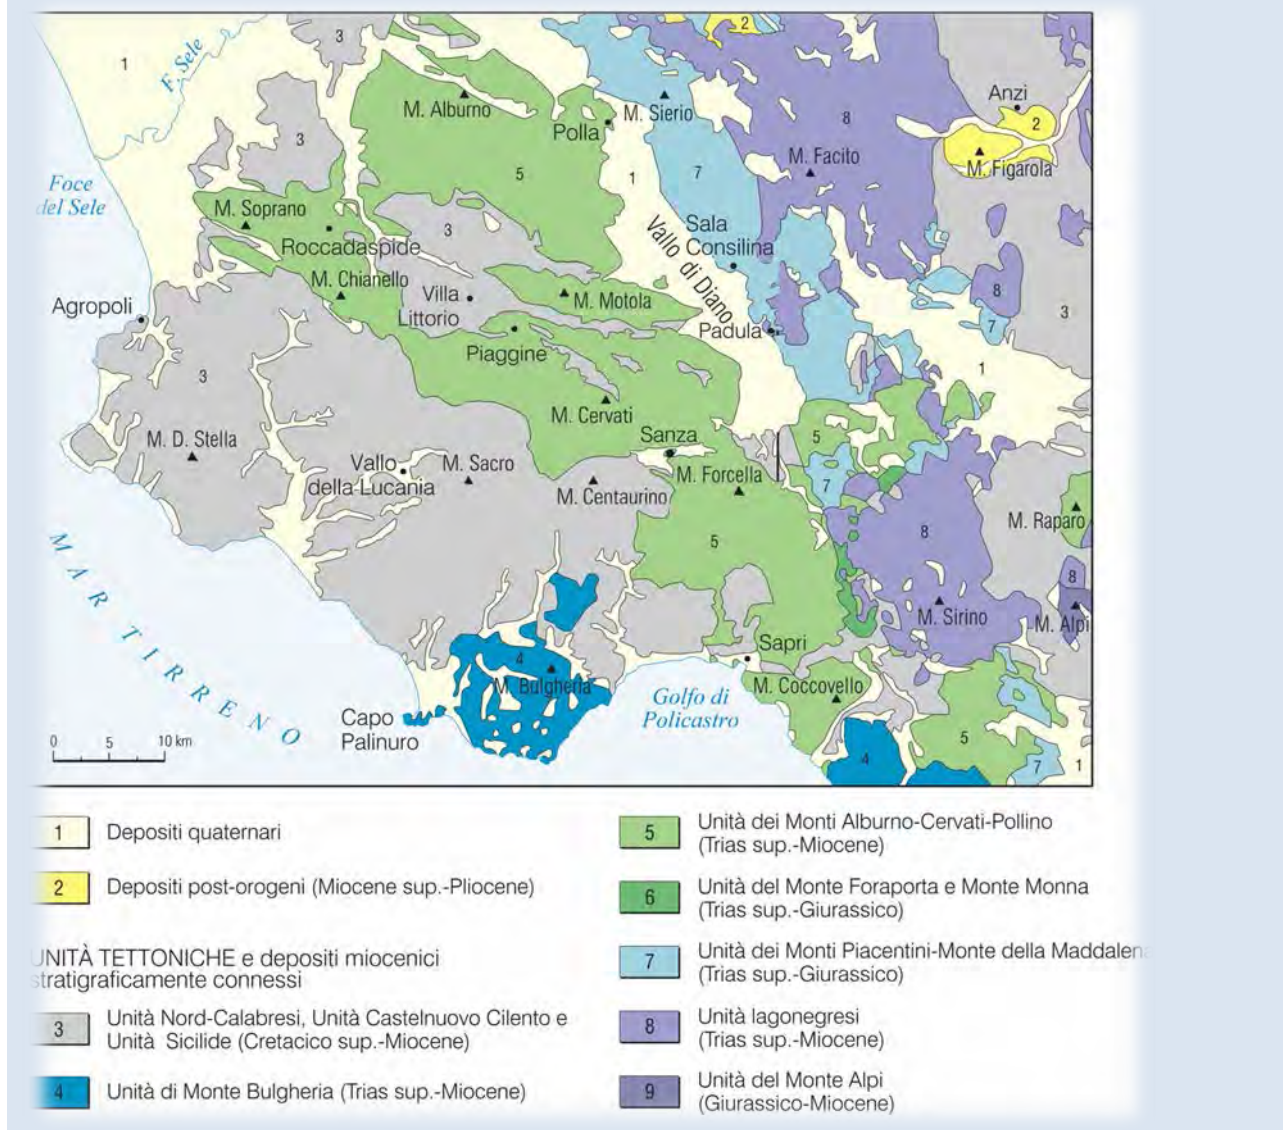 3
2
1
F. Sele
Anzi
M. Alburno
M. Sierio
8
2
Polla
3
M. Facito
M. Figarola
5
1
7
Foce
del Sele
M. Soprano
3
Sala
Consilina
Roccadaspide
Vallo di Diano
M. Chianello
Villa
Littorio
M. Motola
8
Agropoli
3
7
Padula
Piaggine
1
3
M. Cervati
M. D. Stella
Sanza
5
Vallo
della Lucania
M. Sacro
M. Forcella
7
M. Centaurino
M. Raparo
5
8
8
MAR TIRRENO
M. Sirino
M. Alpi
Sapri
4
M. Bulgheria
M. Coccovello
Golfo di
Policastro
Capo
Palinuro
5
4
7
1
0 5 10 km
1 Depositi quaternari
2 Depositi post-orogeni (Miocene sup.-Pliocene)
UNITÀ TETTONICHE e depositi miocenici
stratigraficamente connessi
3 Unità Nord-Calabresi, Unità Castelnuovo Cilento e
Unità Sicilide (Cretacico sup.-Miocene)
4 Unità di Monte Bulgheria (Trias sup.-Miocene)
5 Unità dei Monti Alburno-Cervati-Pollino
(Trias sup.-Miocene)
6 Unità del Monte Foraporta e Monte Monna
(Trias sup.-Giurassico)
7 Unità dei Monti Piacentini-Monte della Maddalena
(Trias sup.-Giurassico)
8 Unità lagonegresi
(Trias sup.-Miocene)
9 Unità del Monte Alpi
(Giurassico-Miocene)